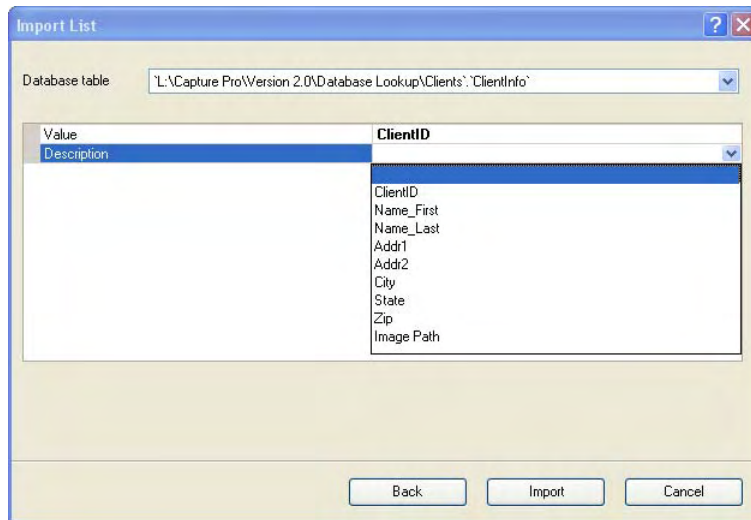 Import List
Database table `L:\Capture Pro\Version 2.0\Database Lookup\Clients`.`ClientInfo`
Value ClientID
Description
ClientID
Name_First
Name_Last
Addr1
Addr2
City
State
Zip
Image Path
Back Import Cancel